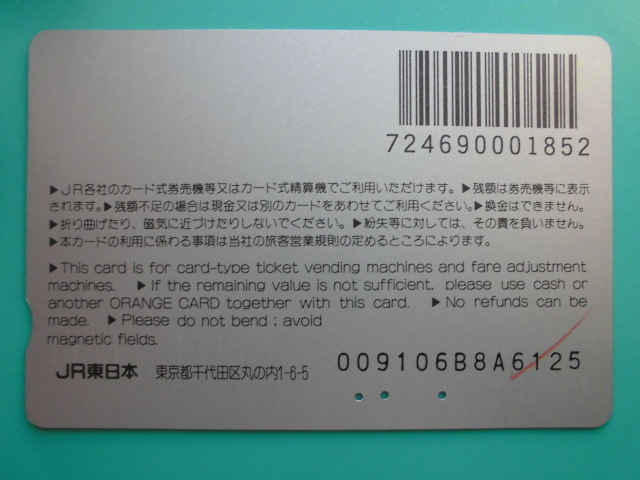 724690001852
▶JR各社のカード式券売機等又はカード式精算機でご利用いただけます。▶残額は券売機等に表示
されます。▶残額不足の場合は現金又は別のカードをあわせてご利用ください。▶換金はできません。
▶折り曲げたり、磁気に近づけたりしないでください。▶紛失等に対しては、その責を負いません。
▶本カードの利用に係わる事項は当社の旅客営業規則の定めるところによります。
▶This card is for card-type ticket vending machines and fare adjustment
machines. ▶If the remaining value is not sufficient, please use cash or
another ORANGE CARD together with this card. ▶No refunds can be
made. ▶Please do not bend; avoid
magnetic fields.
JR東日本 東京都千代田区丸の内1-6-5
009106B8A6125